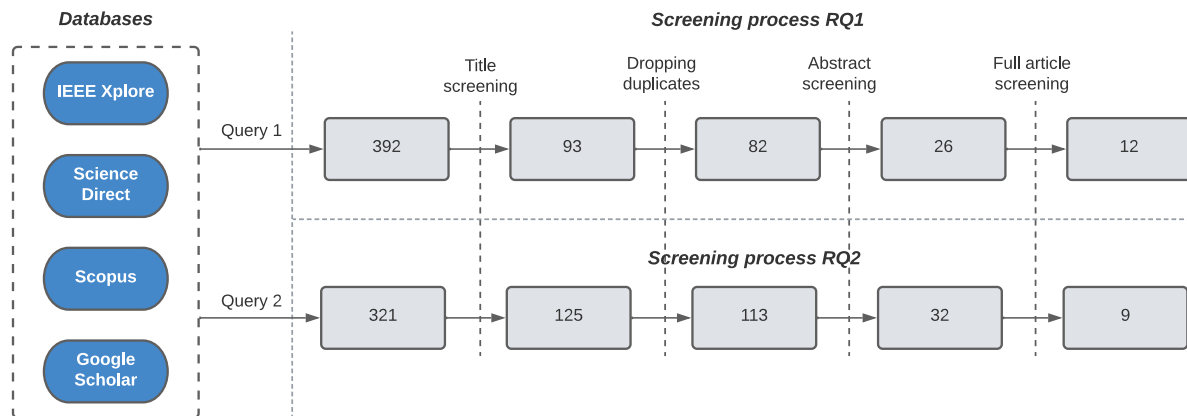 Databases
IEEE Xplore
Science
Direct
Scopus
Google
Scholar
Query 1
Query 2
Screening process RQ1
Title
screening
Dropping
duplicates
Abstract
screening
Full article
screening
392
93
82
26
12
Screening process RQ2
321
125
113
32
9